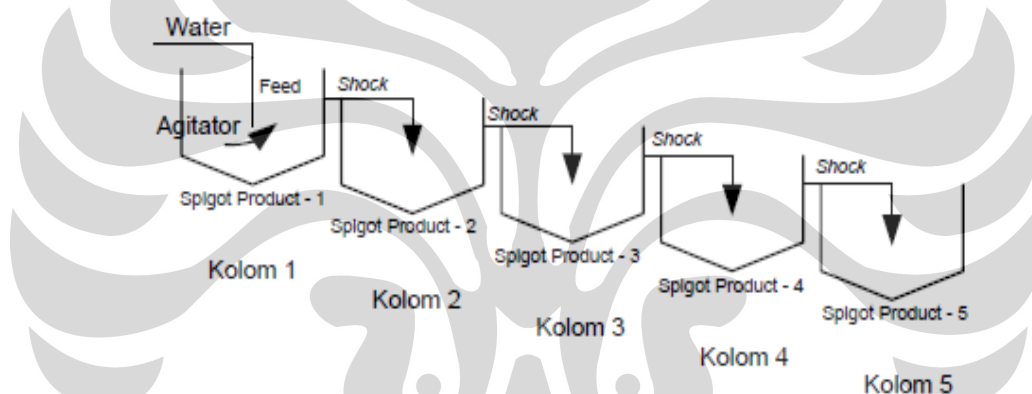 Water
Feed
Agitator
Shock
Shock
Shock
Shock
Spigot Product - 1
Spigot Product - 2
Spigot Product - 3
Spigot Product - 4
Spigot Product - 5
Kolom 1
Kolom 2
Kolom 3
Kolom 4
Kolom 5